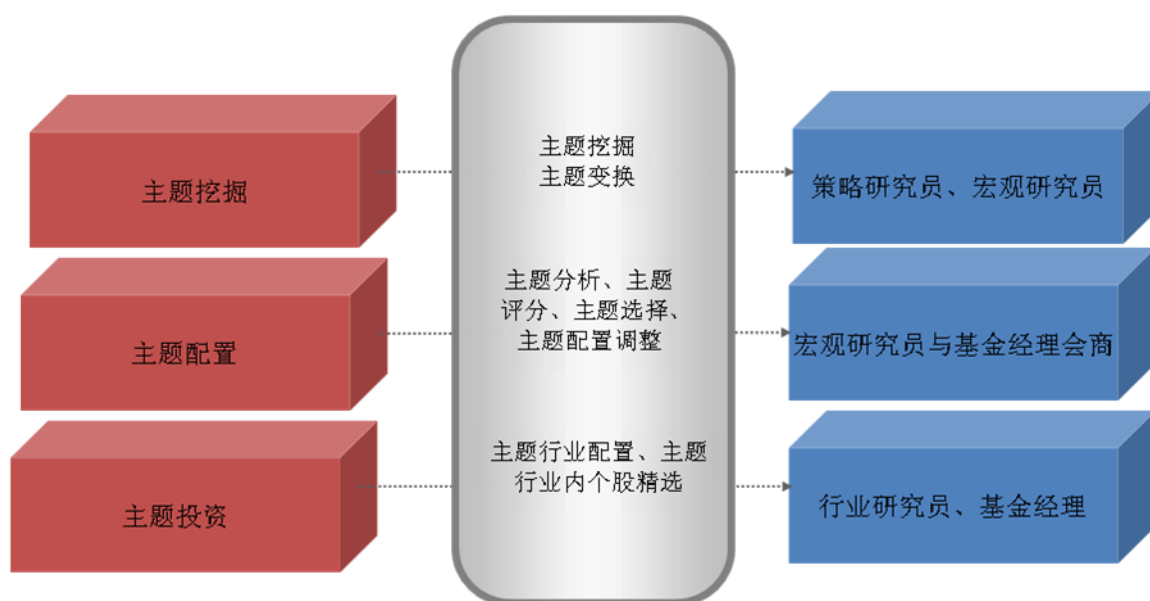 主题挖掘
主题挖掘
主题变换
策略研究员、宏观研究员
主题配置
主题分析、主题
评分、主题选择、
主题配置调整
宏观研究员与基金经理会商
主题投资
主题行业配置、主题
行业内个股精选
行业研究员、基金经理